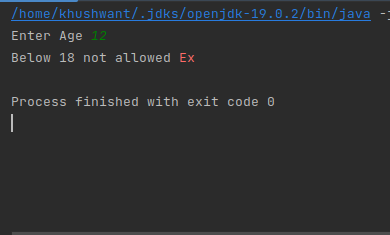 /home/khushwant/.jdks/openjdk-19.0.2/bin/java -j
Enter Age 12
Below 18 not allowed Ex
Process finished with exit code 0